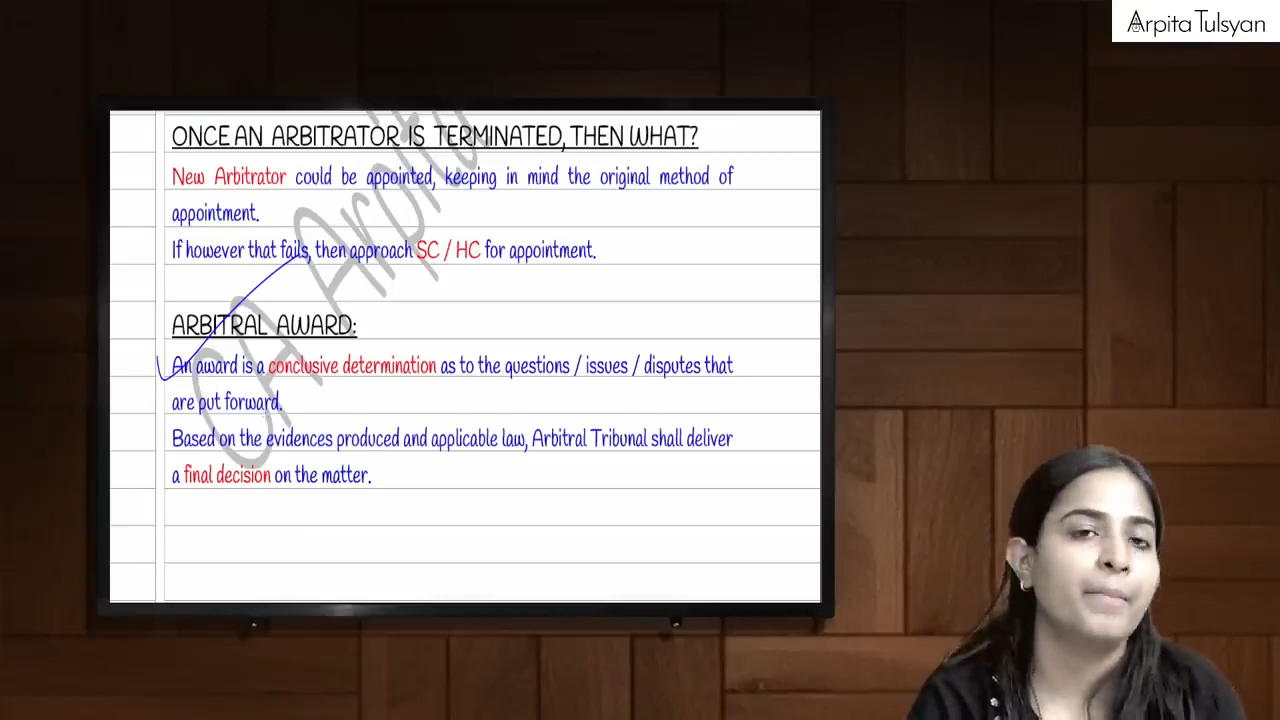 Arpita Tulsyan
ONCE AN ARBITRATOR IS TERMINATED, THEN WHAT?
New Arbitrator could be appointed, keeping in mind the original method of
appointment.
If however that fails, then approach SC / HC for appointment.
ARBITRAL AWARD:
An award is a conclusive determination as to the questions / issues / disputes that
are put forward.
Based on the evidences produced and applicable law, Arbitral Tribunal shall deliver
a final decision on the matter.
CA Arpita